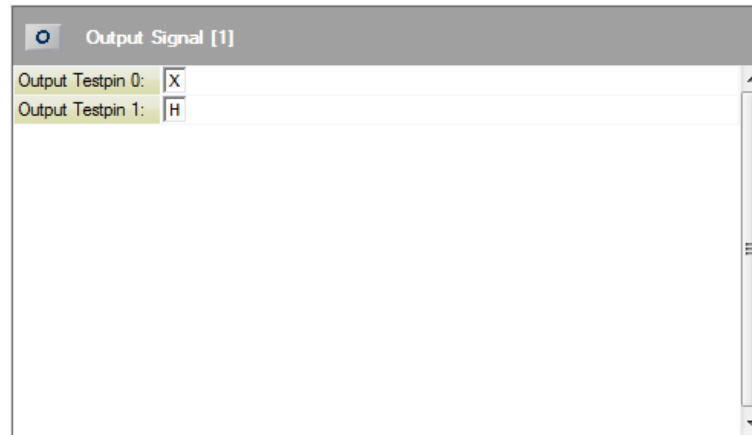 Output Signal [1]
Output Testpin 0: X
Output Testpin 1: H